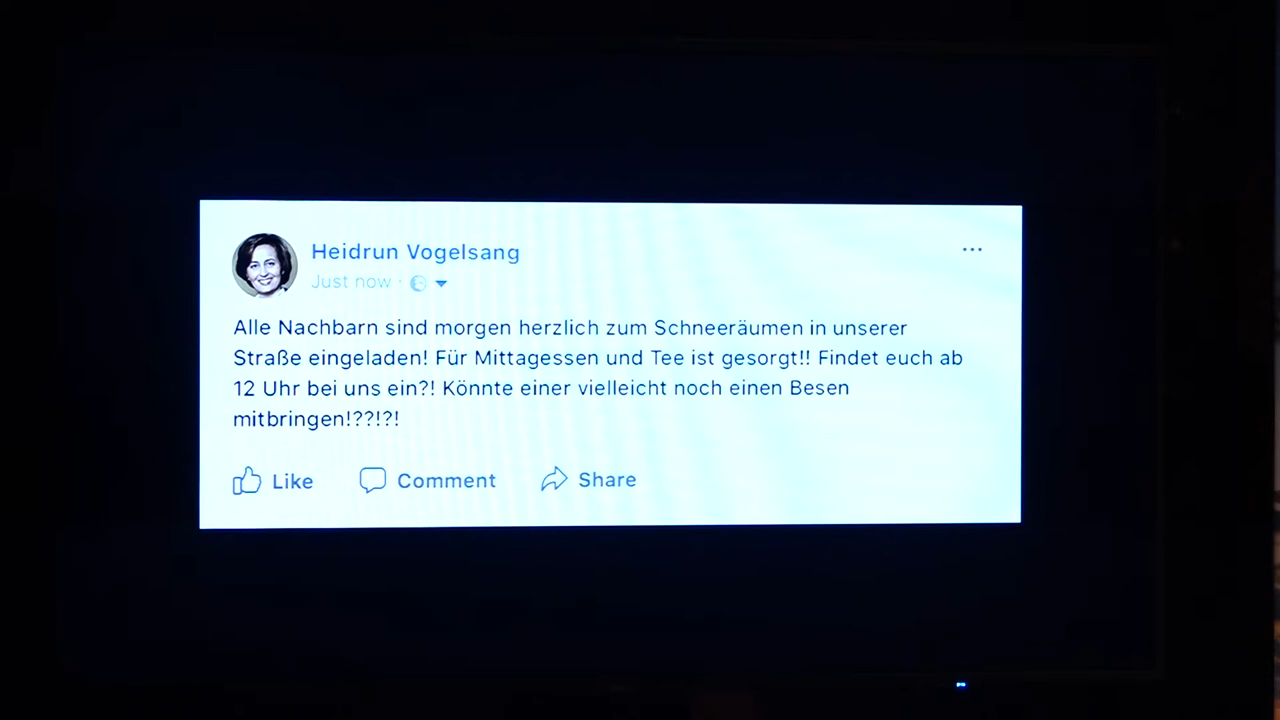 Heidrun Vogelsang
Just now ·
Alle Nachbarn sind morgen herzlich zum Schneeräumen in unserer
Straße eingeladen! Für Mittagessen und Tee ist gesorgt!! Findet euch ab
12 Uhr bei uns ein?! Könnte einer vielleicht noch einen Besen
mitbringen!??!?!
Like
Comment
Share